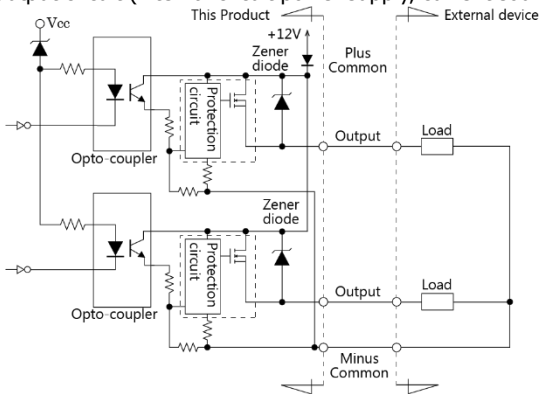 This Product
External device
Vcc
+12V
Zener
diode
Plus
Common
Protection
circuit
Output
Load
Opto-coupler
Zener
diode
Protection
circuit
Output
Load
Opto-coupler
Minus
Common